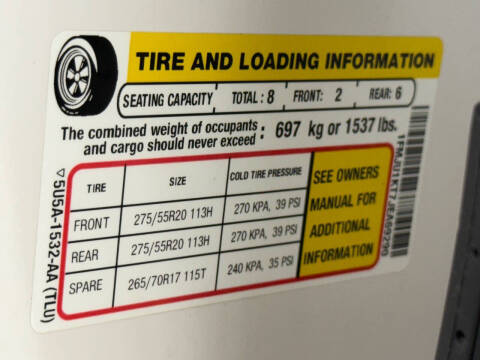 TIRE AND LOADING INFORMATION
SEATING CAPACITY TOTAL : 8 FRONT: 2 REAR: 6
The combined weight of occupants
and cargo should never exceed : 697 kg or 1537 lbs.
TIRE SIZE COLD TIRE PRESSURE
FRONT 275/55R20 113H 270 KPA, 39 PSI
REAR 275/55R20 113H 270 KPA, 39 PSI
SPARE 265/70R17 115T 240 KPA, 35 PSI
SEE OWNERS
MANUAL FOR
ADDITIONAL
INFORMATION
▽5U5A-1532-AA (TLU)